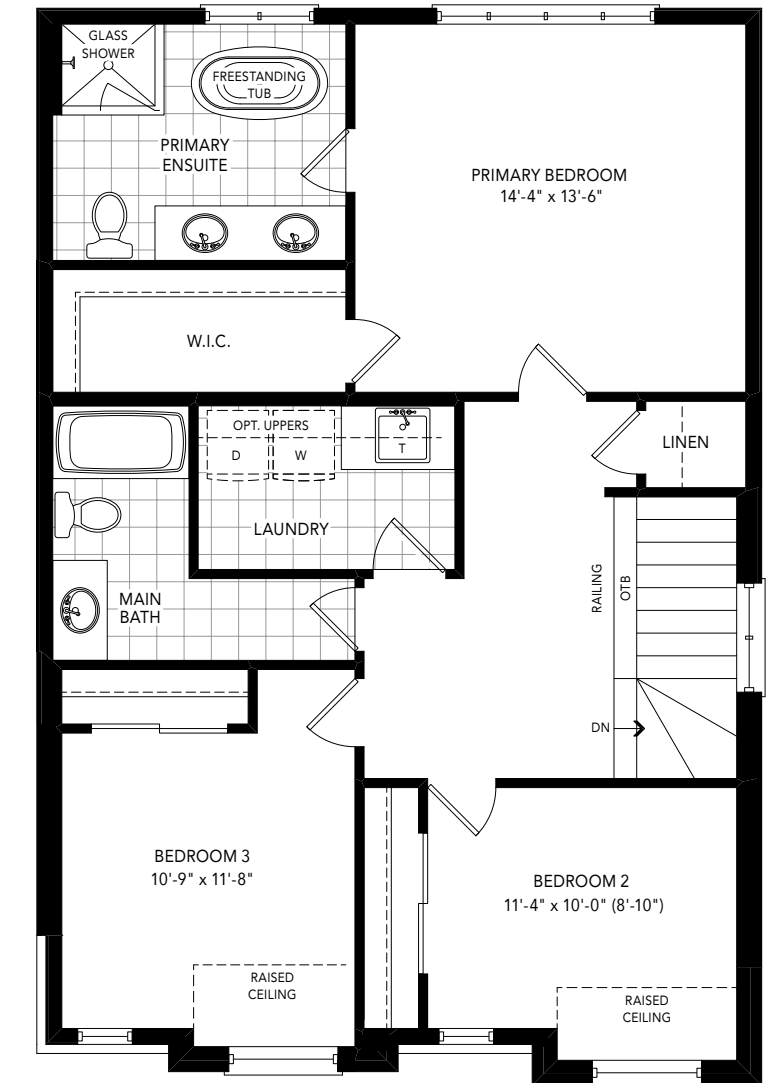 GLASS
SHOWER
FREESTANDING
TUB
PRIMARY
ENSUITE
PRIMARY BEDROOM
14'-4" x 13'-6"
W.I.C.
OPT. UPPERS
D
W
T
LINEN
LAUNDRY
RAILING
OTB
MAIN
BATH
DN
BEDROOM 3
10'-9" x 11'-8"
BEDROOM 2
11'-4" x 10'-0" (8'-10")
RAISED
CEILING
RAISED
CEILING